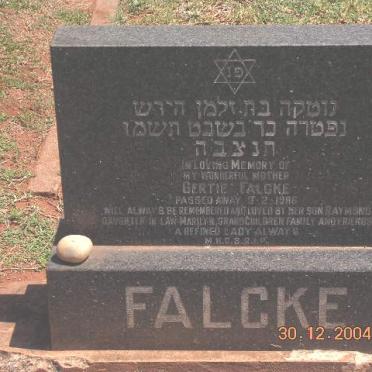 פנ
נוטקה בת זלמן הירש
נפטרה כד בשבט תשמו
תנצבה
IN LOVING MEMORY OF
MY WONDERFUL MOTHER
GERTIE FALCKE
PASSED AWAY 3-2-1986
WILL ALWAYS BE REMEMBERED AND LOVED BY HER SON RAYMOND
DAUGHTER IN LAW MARILYN, GRANDCHILDREN FAMILY AND FRIENDS
A REFINED LADY ALWAYS
M.H.G.S.R.I.P.
FALCKE
30.12.2004